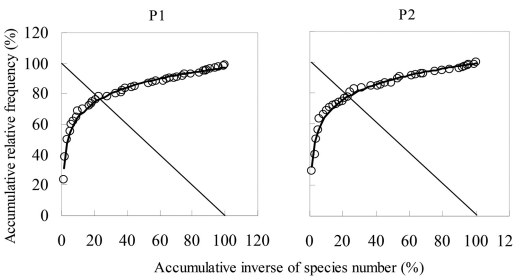 P1 P2
Accumulative relative frequency (%)
120
100
80
60
40
20
0
0 20 40 60 80 100 120 0 20 40 60 80 100 12
Accumulative inverse of species number (%)